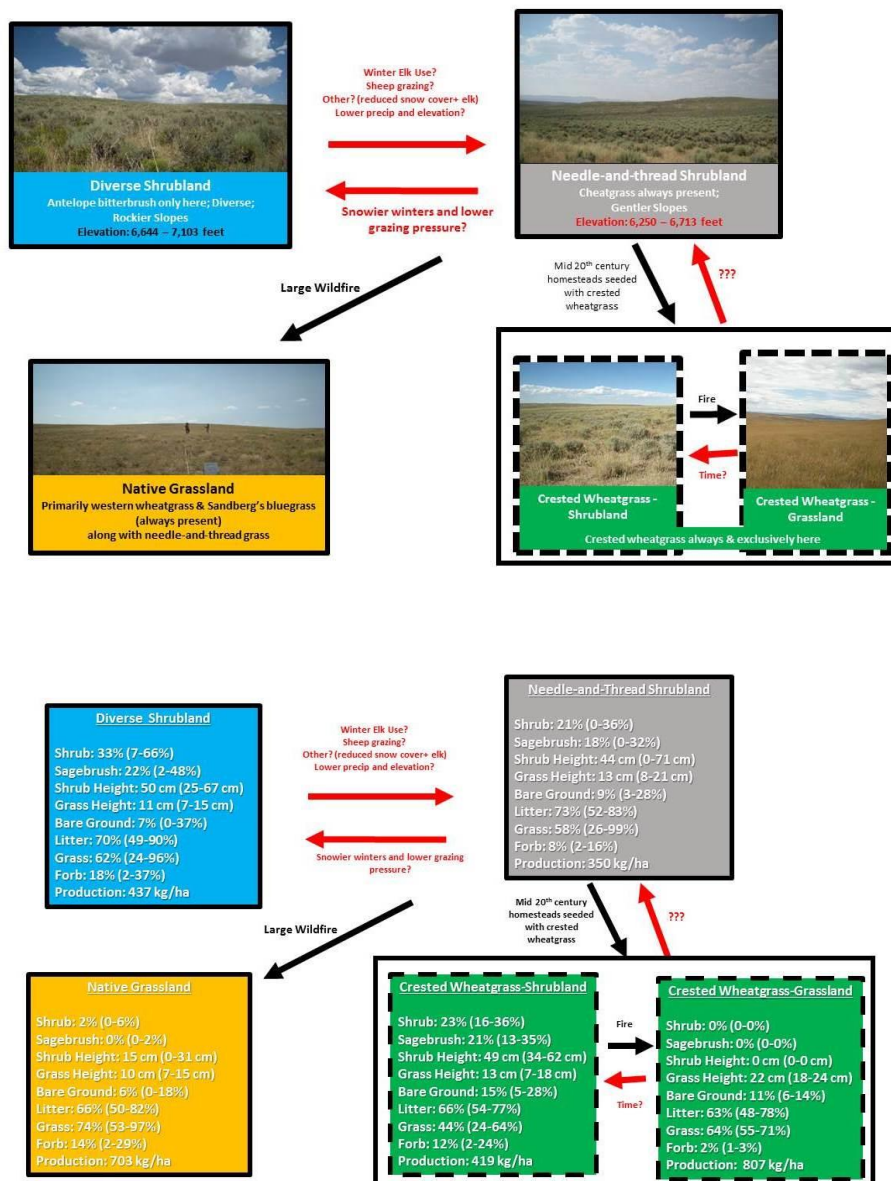 Winter Elk Use?
Sheep grazing?
Other? (reduced snow cover+ elk)
Lower precip and elevation?
Diverse Shrubland
Antelope bitterbrush only here; Diverse;
Rockier Slopes
Elevation: 6,644 – 7,103 feet
Snowier winters and lower
grazing pressure?
Needle-and-thread Shrubland
Cheatgrass always present;
Gentler Slopes
Elevation: 6,250 – 6,713 feet
Large Wildfire
Mid 20th century
homesteads seeded
with crested
wheatgrass
???
Native Grassland
Primarily western wheatgrass & Sandberg's bluegrass
(always present)
along with needle-and-thread grass
Fire
Time?
Crested Wheatgrass -
Shrubland
Crested Wheatgrass -
Grassland
Crested wheatgrass always & exclusively here
Diverse Shrubland
Shrub: 33% (7-66%)
Sagebrush: 22% (2-48%)
Shrub Height: 50 cm (25-67 cm)
Grass Height: 11 cm (7-15 cm)
Bare Ground: 7% (0-37%)
Litter: 70% (49-90%)
Grass: 62% (24-96%)
Forb: 18% (2-37%)
Production: 437 kg/ha
Winter Elk Use?
Sheep grazing?
Other? (reduced snow cover+ elk)
Lower precip and elevation?
Snowier winters and lower grazing
pressure?
Needle-and-Thread Shrubland
Shrub: 21% (0-36%)
Sagebrush: 18% (0-32%)
Shrub Height: 44 cm (0-71 cm)
Grass Height: 13 cm (8-21 cm)
Bare Ground: 9% (3-28%)
Litter: 73% (52-83%)
Grass: 58% (26-99%)
Forb: 8% (2-16%)
Production: 350 kg/ha
Large Wildfire
Mid 20th century
homesteads seeded
with crested
wheatgrass
???
Native Grassland
Shrub: 2% (0-6%)
Sagebrush: 0% (0-2%)
Shrub Height: 15 cm (0-31 cm)
Grass Height: 10 cm (7-15 cm)
Bare Ground: 6% (0-18%)
Litter: 66% (50-82%)
Grass: 74% (53-97%)
Forb: 14% (2-29%)
Production: 703 kg/ha
Crested Wheatgrass-Shrubland
Shrub: 23% (16-36%)
Sagebrush: 21% (13-35%)
Shrub Height: 49 cm (34-62 cm)
Grass Height: 13 cm (7-18 cm)
Bare Ground: 15% (5-28%)
Litter: 66% (54-77%)
Grass: 44% (24-64%)
Forb: 12% (2-24%)
Production: 419 kg/ha
Fire
Time?
Crested Wheatgrass-Grassland
Shrub: 0% (0-0%)
Sagebrush: 0% (0-0%)
Shrub Height: 0 cm (0-0 cm)
Grass Height: 22 cm (18-24 cm)
Bare Ground: 11% (6-14%)
Litter: 63% (48-78%)
Grass: 64% (55-71%)
Forb: 2% (1-3%)
Production: 807 kg/ha